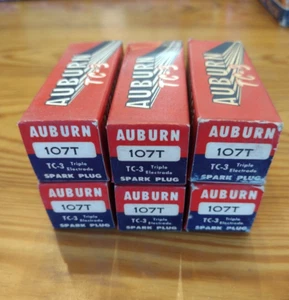 AUBURN
TC-3
AUBURN
TC-3
AUBURN
TC-3
AUBURN
107T
TC-3 Triple
Electrode
SPARK PLUG
AUBURN
107T
TC-3 Triple
Electrode
SPARK PLUG
AUBURN
107T
TC-3 Triple
Electrode
SPARK PLUG
AUBURN
107T
TC-3 Triple
Electrode
SPARK PLUG
AUBURN
107T
TC-3 Triple
Electrode
SPARK PLUG
AUBURN
107T
TC-3 Triple
Electrode
SPARK PLUG